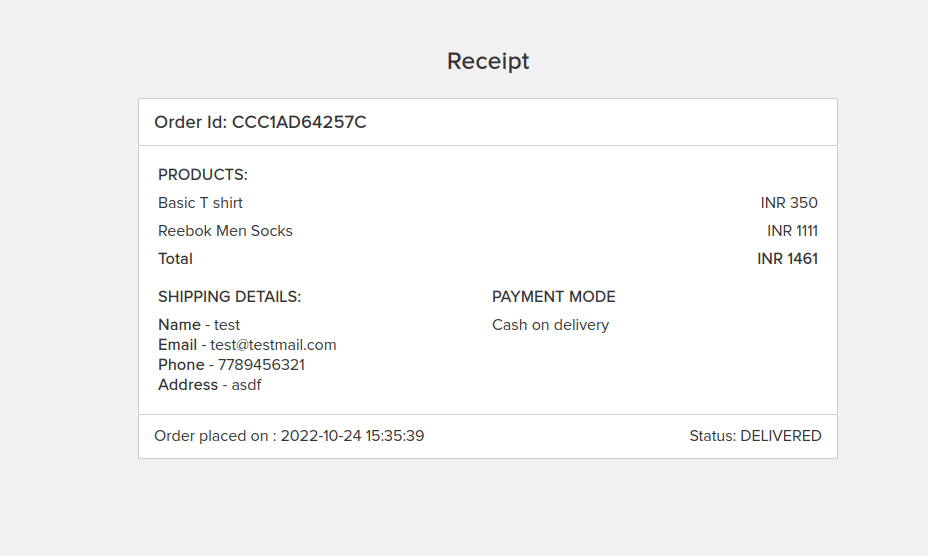 Receipt
Order Id: CCC1AD64257C
PRODUCTS:
Basic T shirt INR 350
Reebok Men Socks INR 1111
Total INR 1461
SHIPPING DETAILS: PAYMENT MODE
Name - test Cash on delivery
Email - test@testmail.com
Phone - 7789456321
Address - asdf
Order placed on : 2022-10-24 15:35:39 Status: DELIVERED